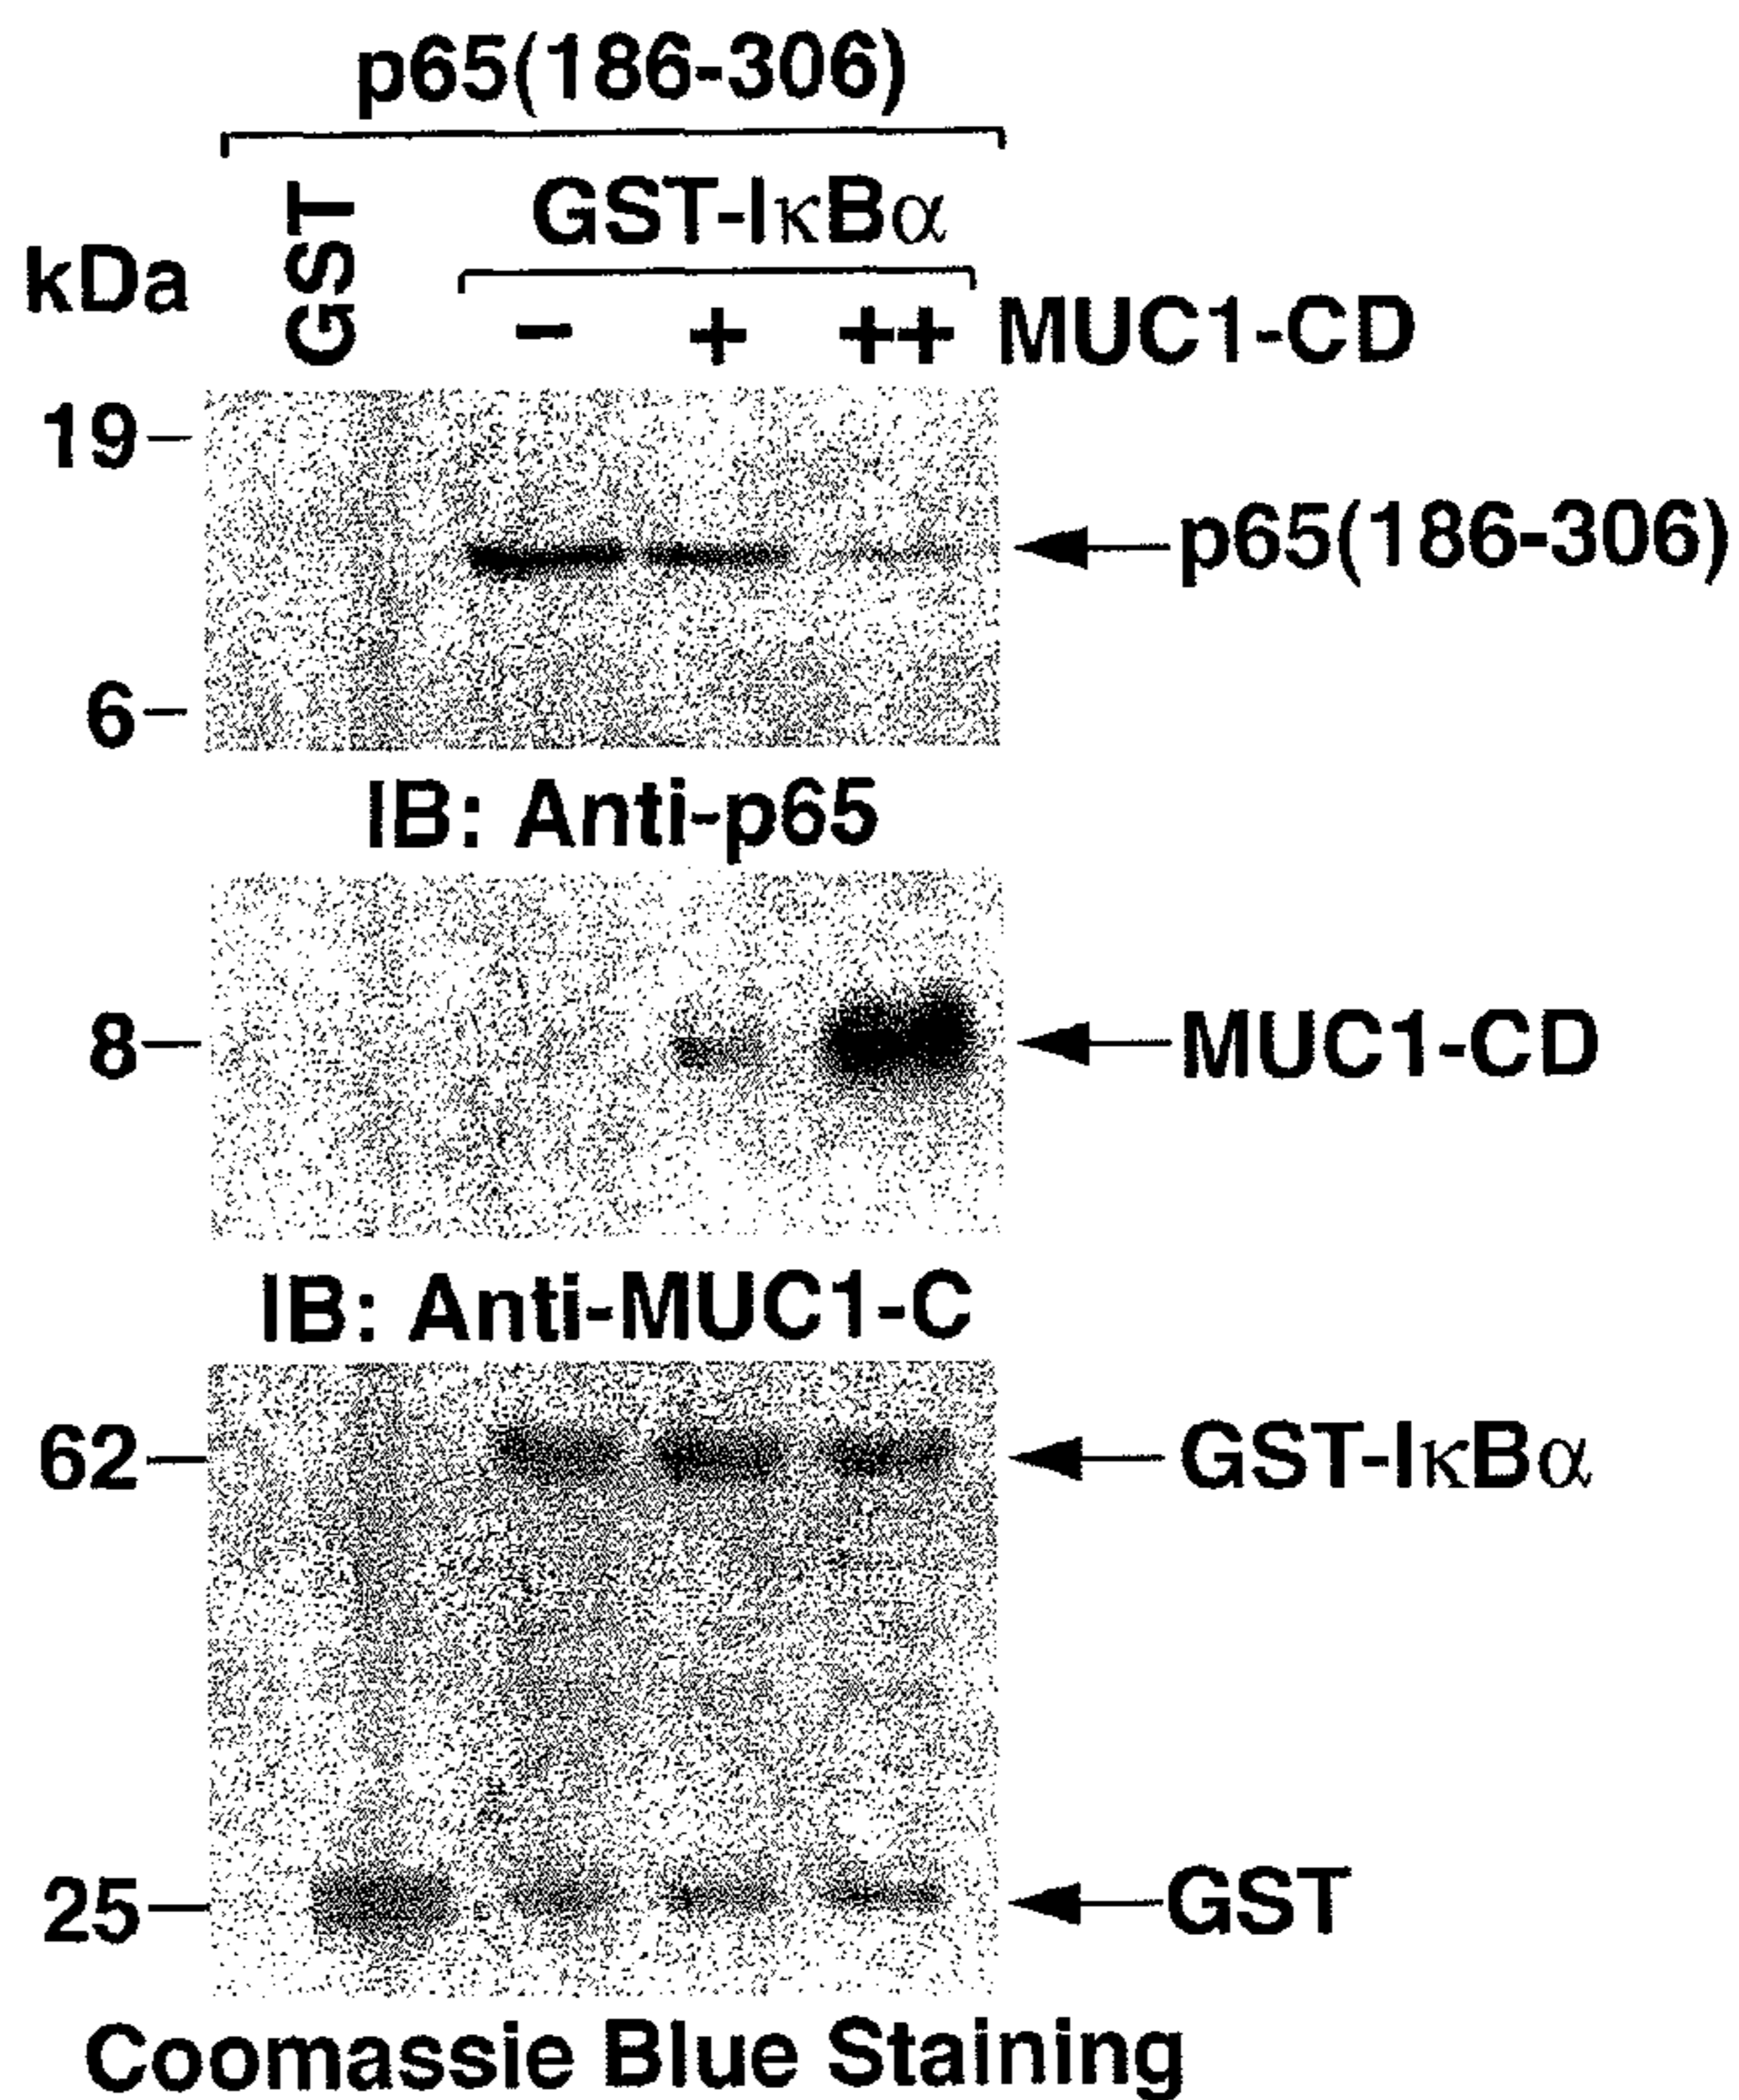 p65(186-306)
GST
GST-IκBα
kDa
– + ++ MUC1-CD
19
p65(186-306)
6
IB: Anti-p65
8
MUC1-CD
IB: Anti-MUC1-C
62
GST-IκBα
25
GST
Coomassie Blue Staining